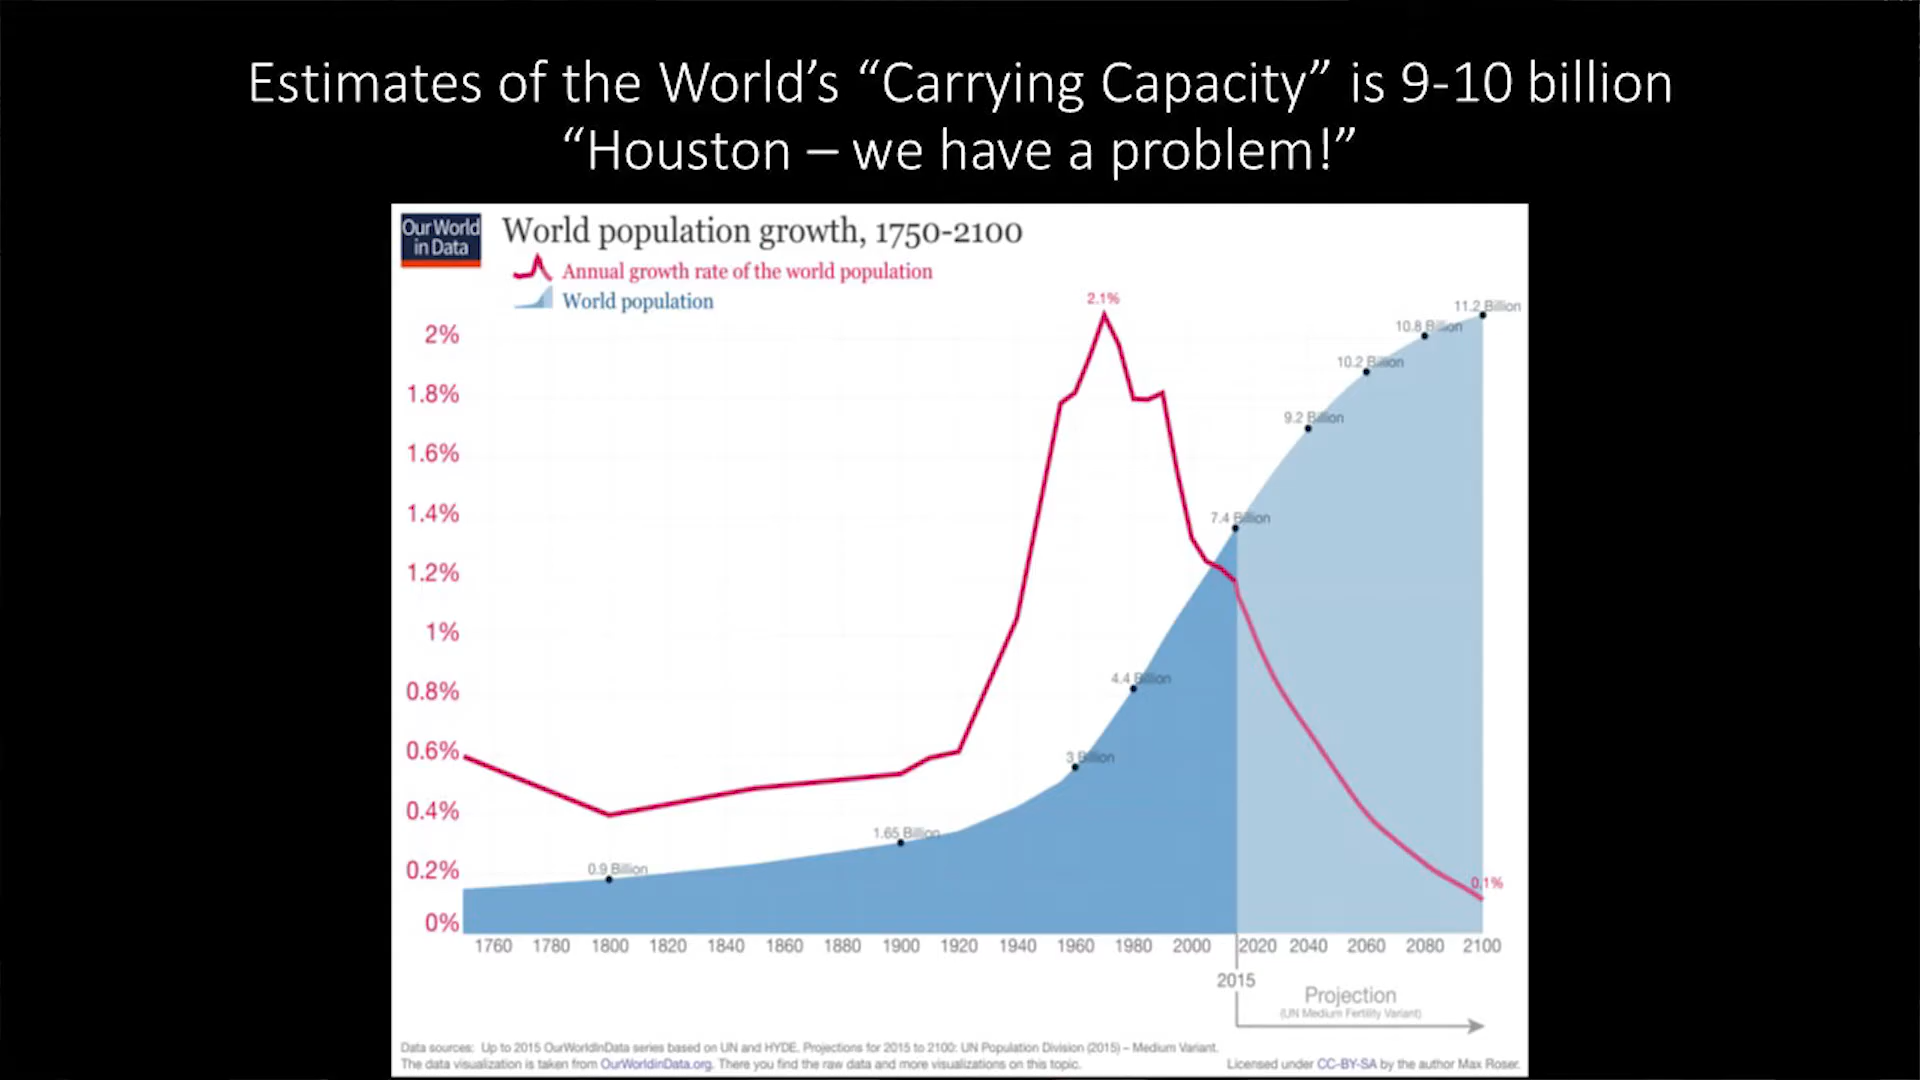 Estimates of the World’s “Carrying Capacity” is 9-10 billion
“Houston – we have a problem!”
Our World
in Data
World population growth, 1750-2100
Annual growth rate of the world population
World population
2.1%
11.2 Billion
10.8 Billion
2%
10.2 Billion
1.8%
9.2 Billion
1.6%
1.4%
7.4 Billion
1.2%
1%
0.8%
4.4 Billion
0.6%
3 Billion
0.4%
1.65 Billion
0.2%
0.9 Billion
0.1%
0%
1760 1780 1800 1820 1840 1860 1880 1900 1920 1940 1960 1980 2000 2020 2040 2060 2080 2100
2015
Projection
(UN Medium Fertility Variant)
Data sources: Up to 2015 OurWorldInData series based on UN and HYDE. Projections for 2015 to 2100: UN Population Division (2015) – Medium Variant.
The data visualization is taken from OurWorldinData.org. There you find the raw data and more visualizations on this topic.
Licensed under CC-BY-SA by the author Max Roser.